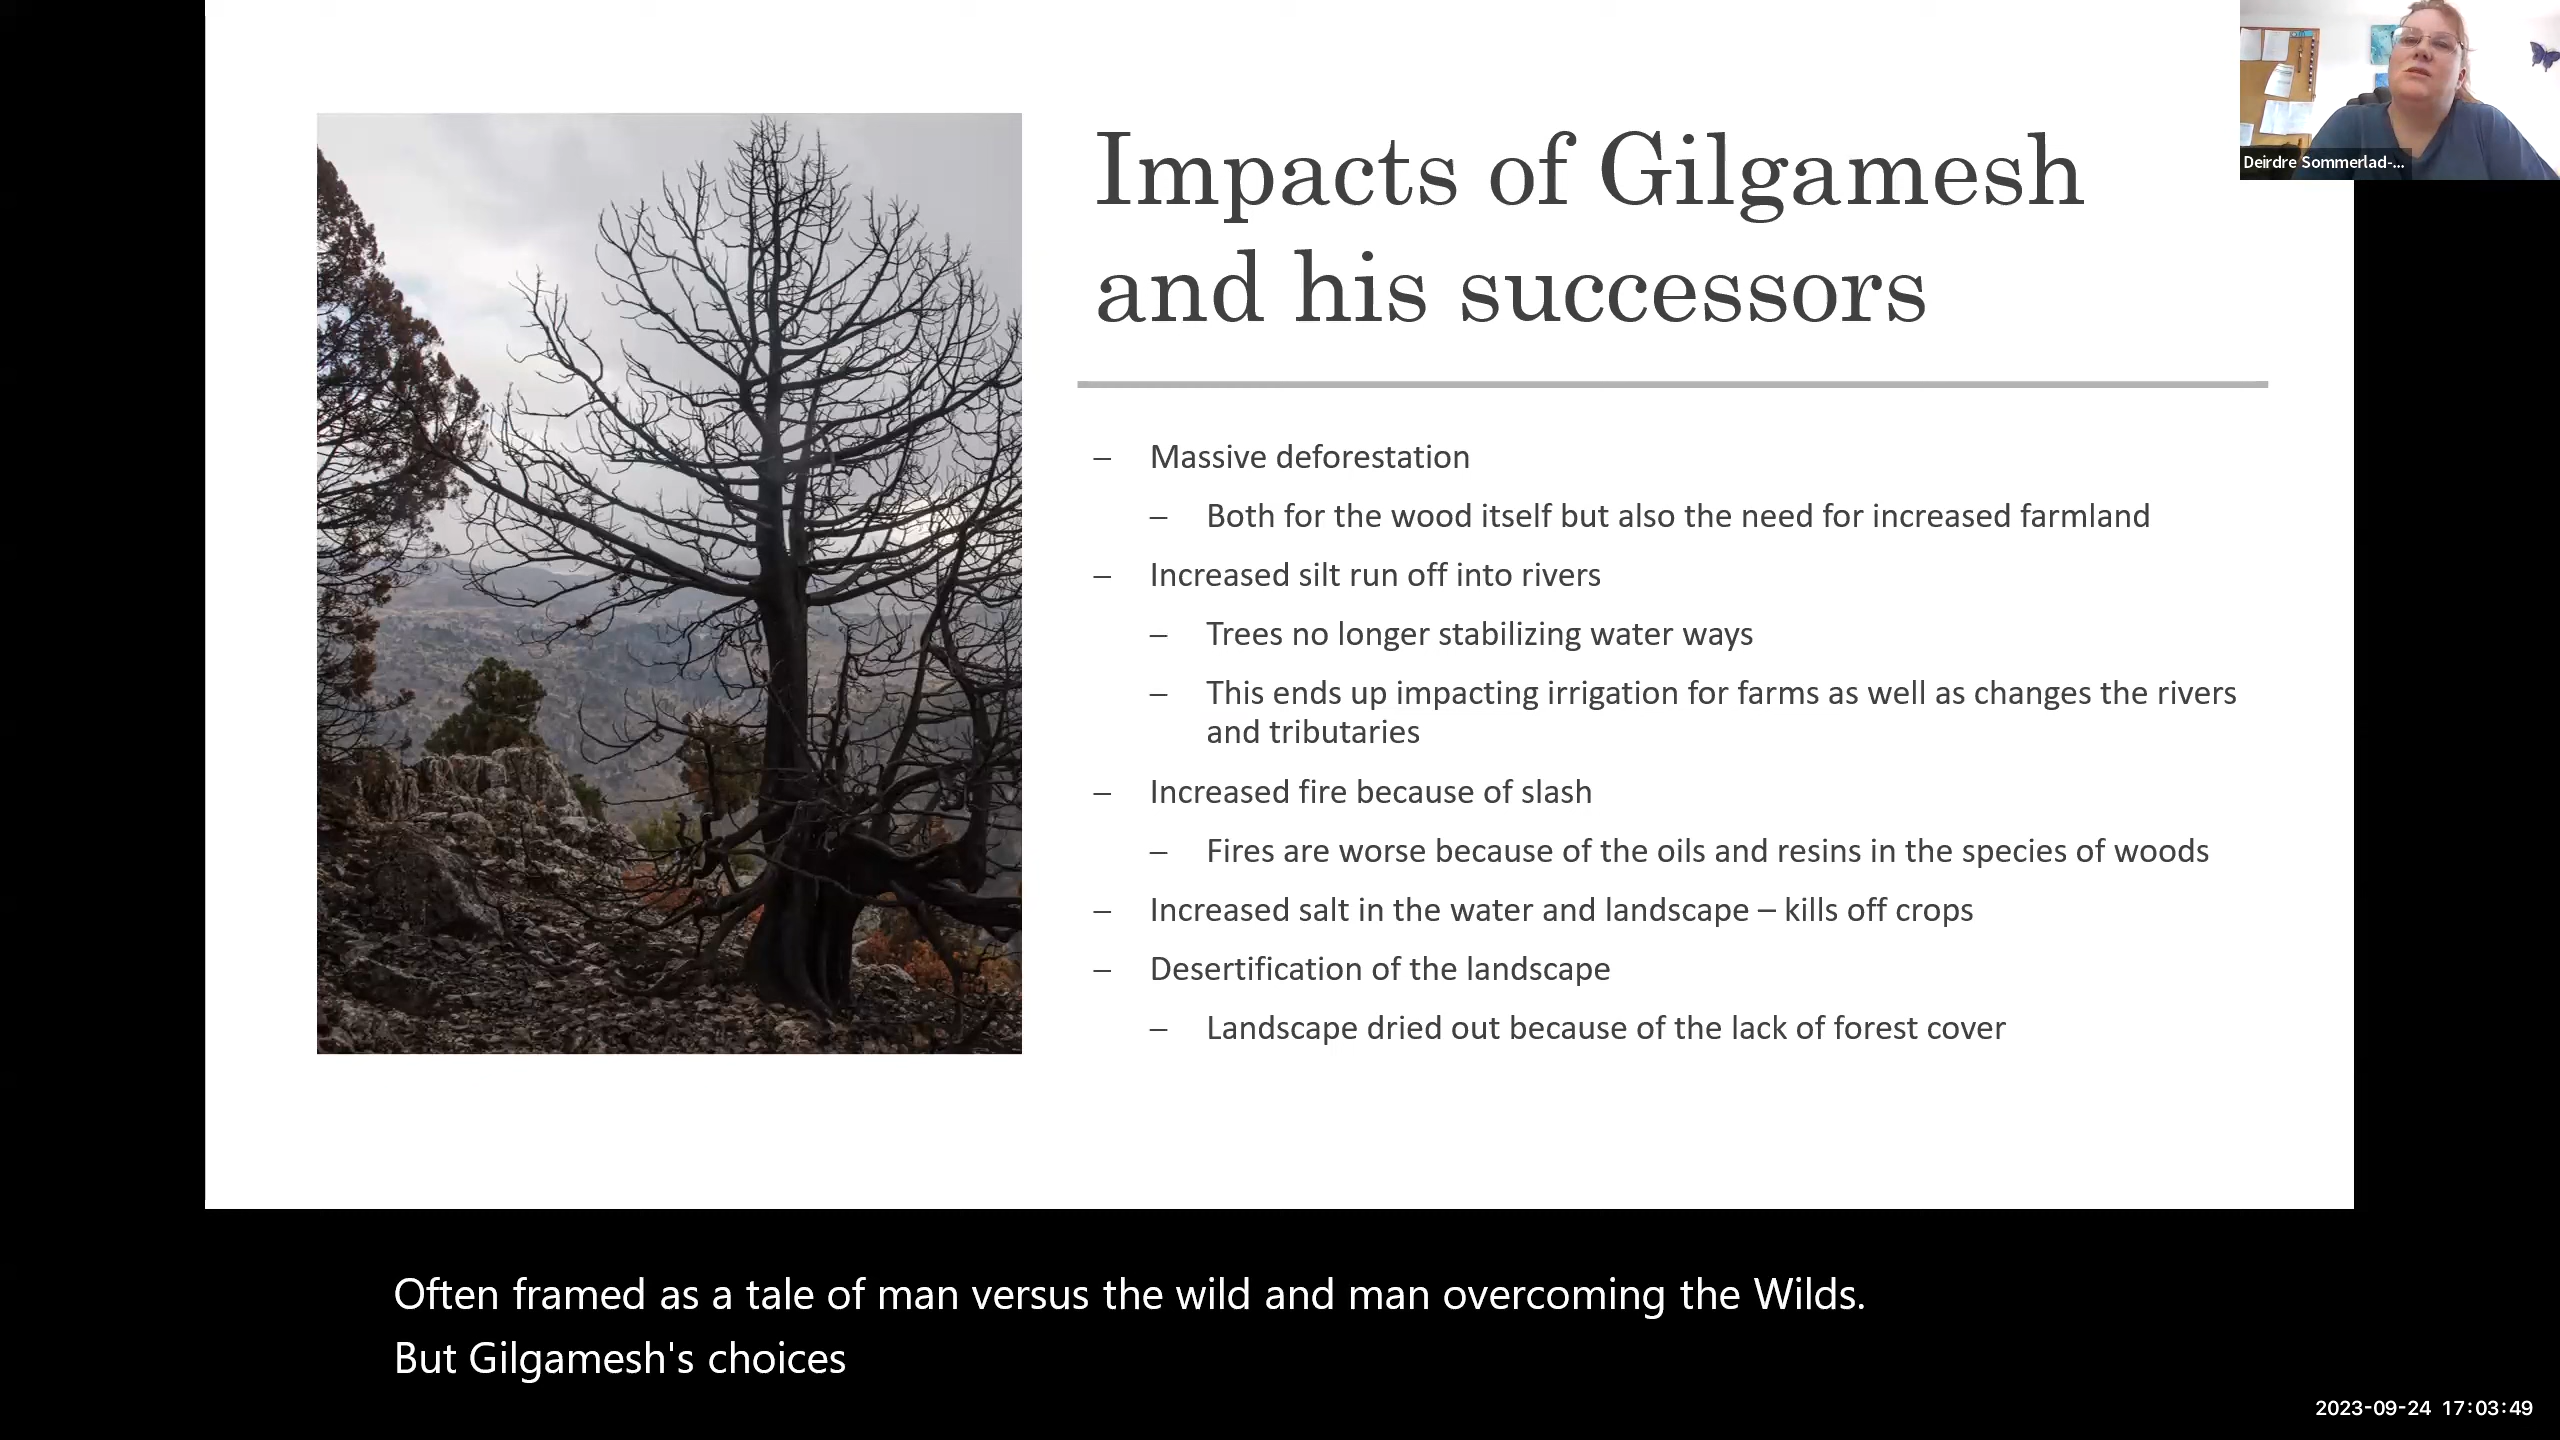 Impacts of Gilgamesh
and his successors
– Massive deforestation
– Both for the wood itself but also the need for increased farmland
– Increased silt run off into rivers
– Trees no longer stabilizing water ways
– This ends up impacting irrigation for farms as well as changes the rivers
and tributaries
– Increased fire because of slash
– Fires are worse because of the oils and resins in the species of woods
– Increased salt in the water and landscape – kills off crops
– Desertification of the landscape
– Landscape dried out because of the lack of forest cover
Deirdre Sommerlad-...
Often framed as a tale of man versus the wild and man overcoming the Wilds.
But Gilgamesh's choices
2023-09-24 17:03:49